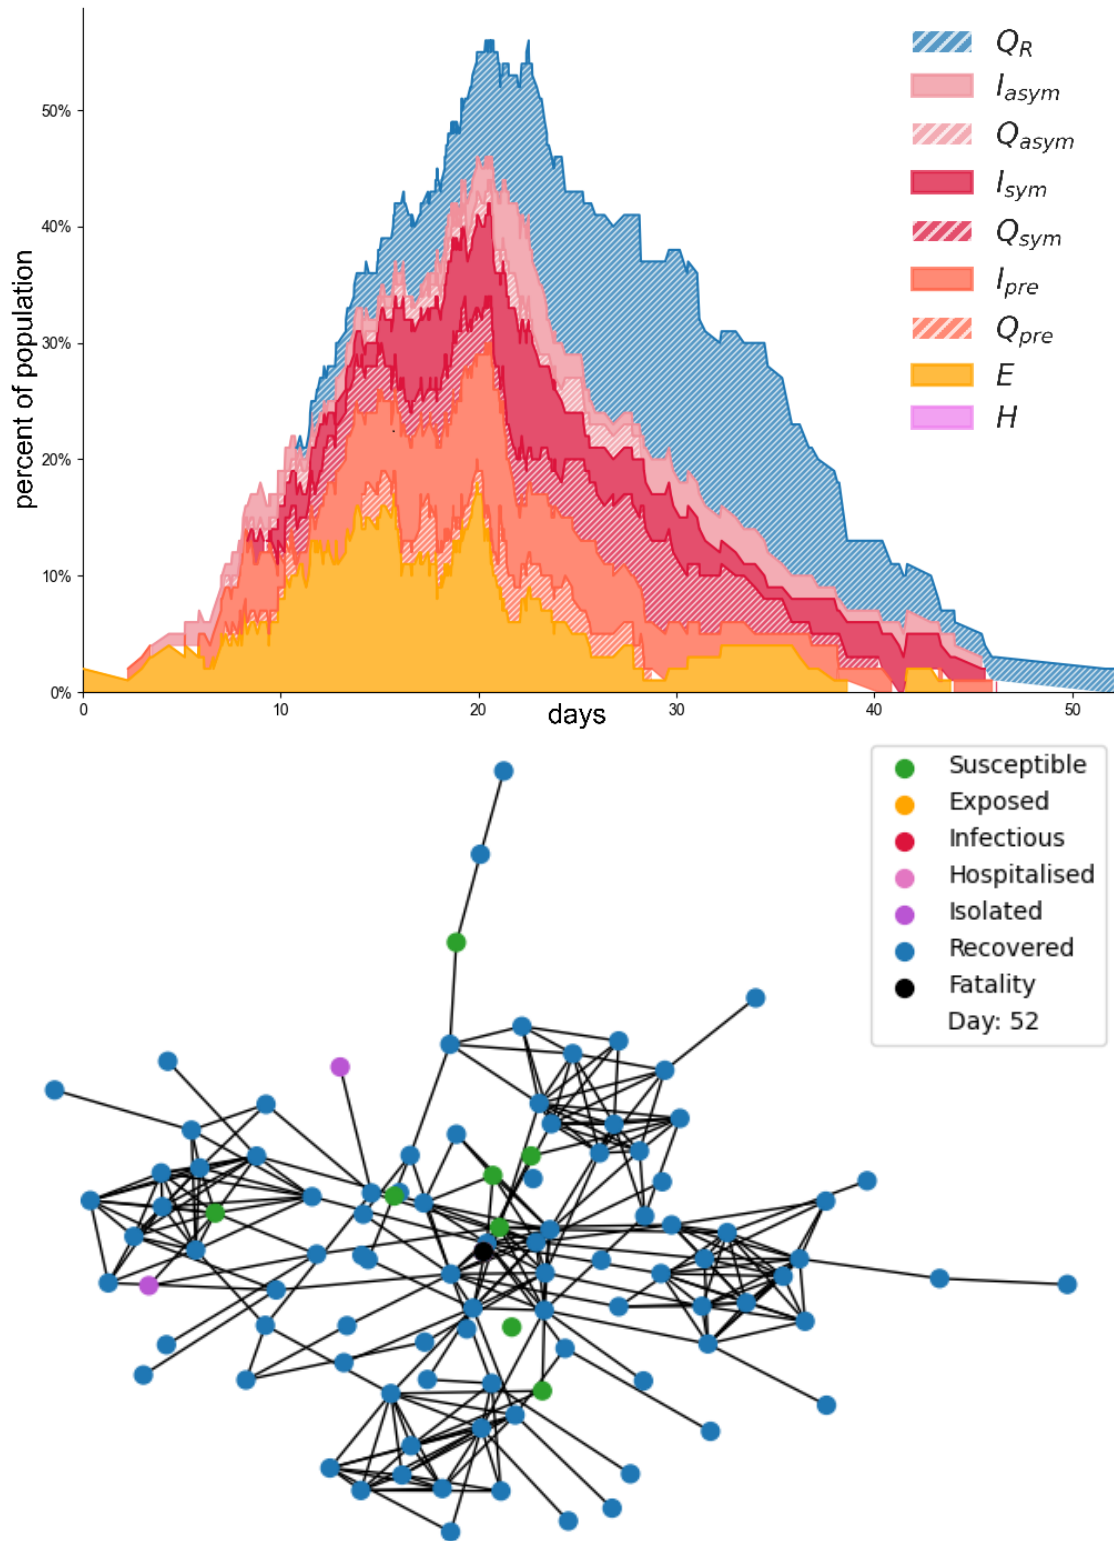 percent of population
50%
40%
30%
20%
10%
0%
0 10 20 30 40 50
days
Q_R
I_asym
Q_asym
I_sym
Q_sym
I_pre
Q_pre
E
H
Susceptible
Exposed
Infectious
Hospitalised
Isolated
Recovered
Fatality
Day: 52